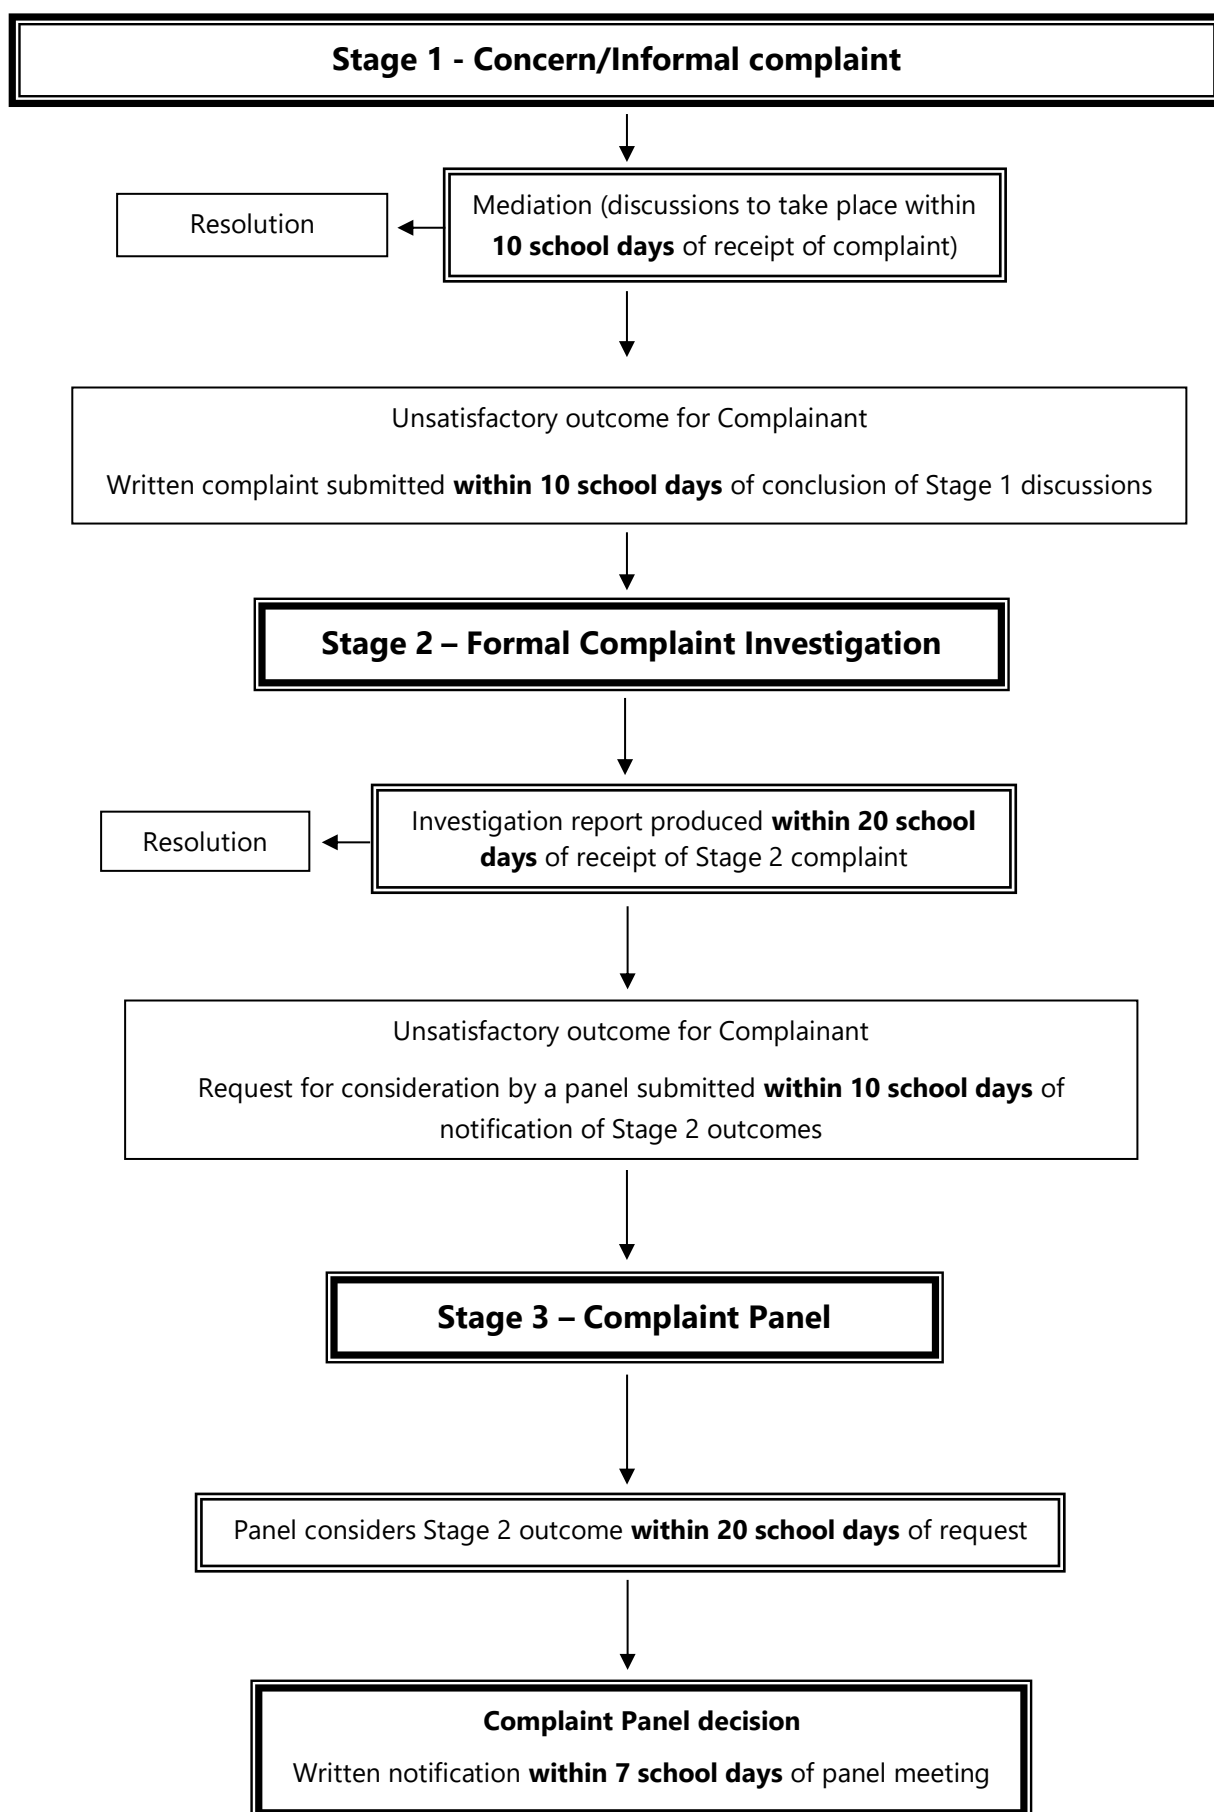 Stage 1 - Concern/Informal complaint
Mediation (discussions to take place within
10 school days of receipt of complaint)
Resolution
Unsatisfactory outcome for Complainant
Written complaint submitted within 10 school days of conclusion of Stage 1 discussions
Stage 2 – Formal Complaint Investigation
Investigation report produced within 20 school
days of receipt of Stage 2 complaint
Resolution
Unsatisfactory outcome for Complainant
Request for consideration by a panel submitted within 10 school days of
notification of Stage 2 outcomes
Stage 3 – Complaint Panel
Panel considers Stage 2 outcome within 20 school days of request
Complaint Panel decision
Written notification within 7 school days of panel meeting